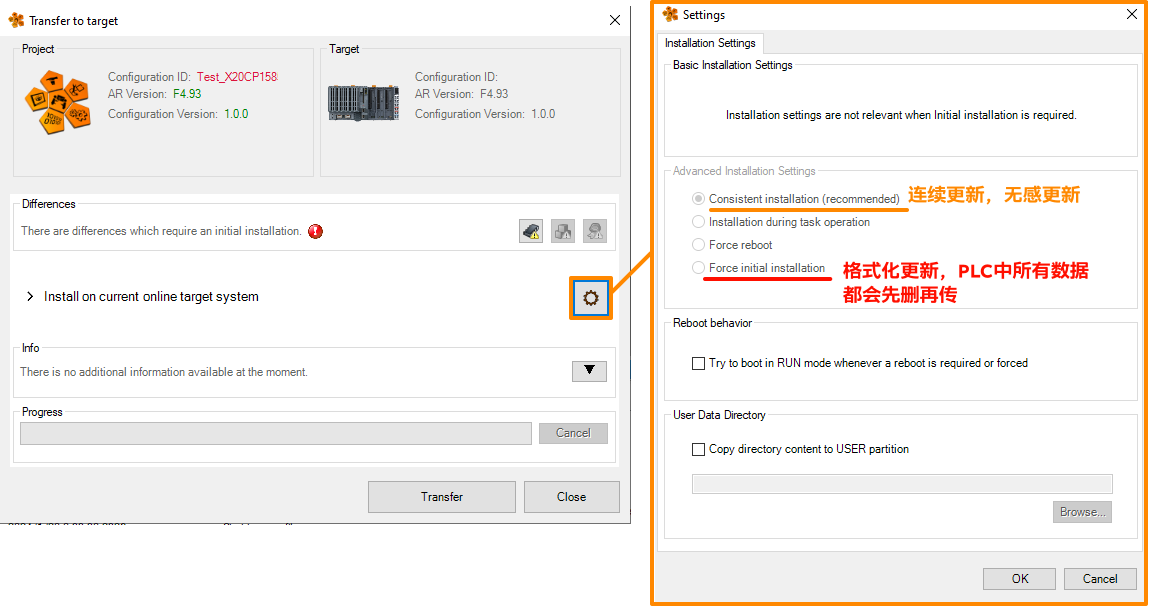 Transfer to target
Project
Configuration ID: Test_X20CP158
AR Version: F4.93
Configuration Version: 1.0.0
Target
Configuration ID:
AR Version: F4.93
Configuration Version: 1.0.0
Differences
There are differences which require an initial installation.
Install on current online target system
Info
There is no additional information available at the moment.
Progress
Cancel
Transfer
Close
Settings
Installation Settings
Basic Installation Settings
Installation settings are not relevant when Initial installation is required.
Advanced Installation Settings
Consistent installation (recommended)
连续更新，无感更新
Installation during task operation
Force reboot
Force initial installation
格式化更新，PLC中所有数据
都会先删再传
Reboot behavior
Try to boot in RUN mode whenever a reboot is required or forced
User Data Directory
Copy directory content to USER partition
Browse...
OK
Cancel